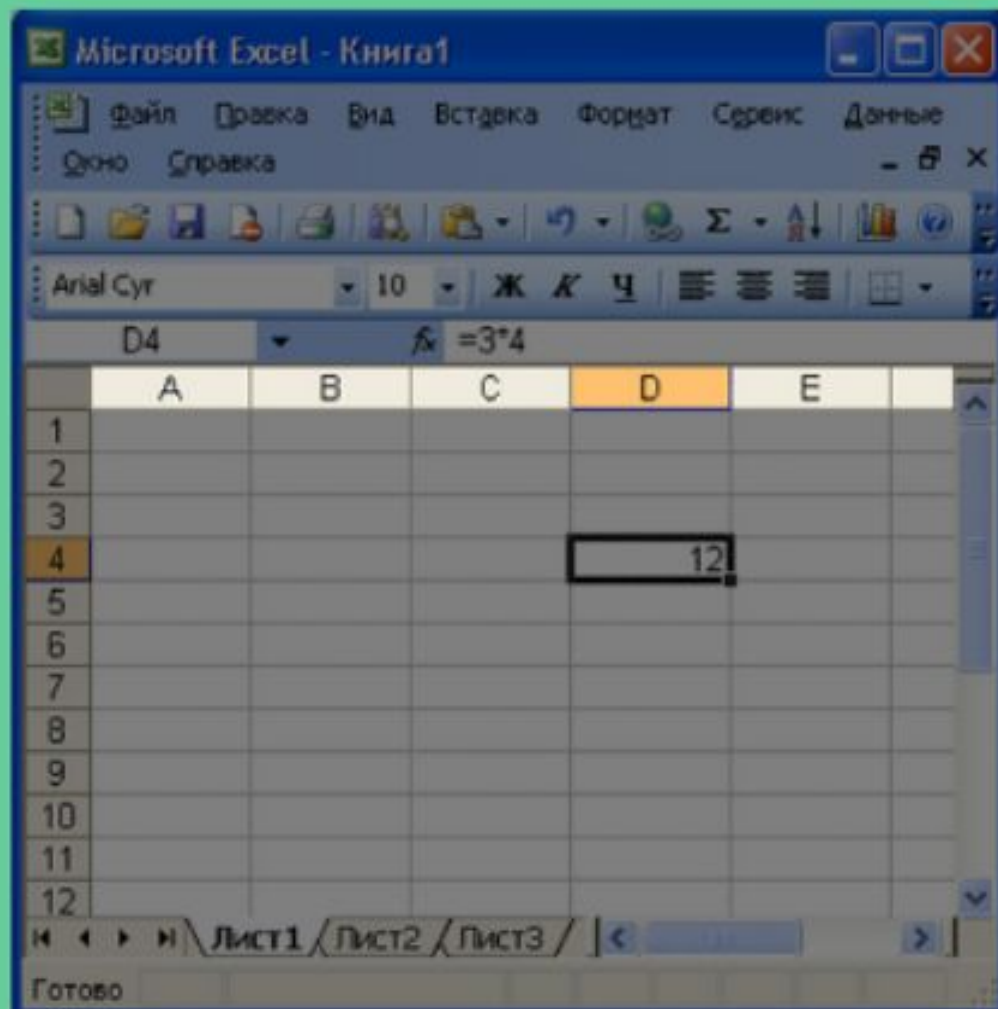 Microsoft Excel - Книга1
Файл Правка Вид Вставка Формат Сервис Данные
Окно Справка
Arial Cyr 10 Ж К Ч
D4 fx =3*4
A B C D E
1
2
3
4 12
5
6
7
8
9
10
11
12
Лист1 Лист2 Лист3
Готово